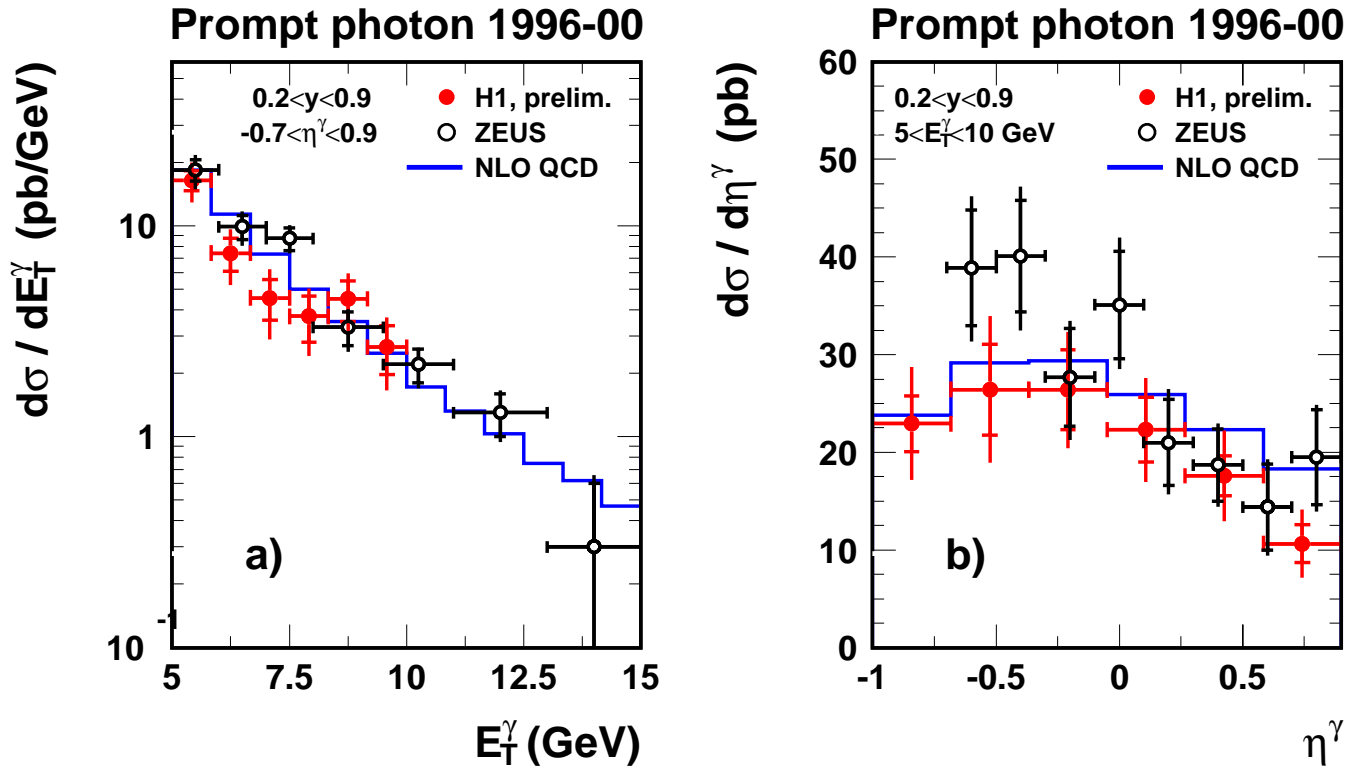 Prompt photon 1996-00
dσ / dE_T^γ (pb/GeV)
0.2<y<0.9
-0.7<η^γ<0.9
H1, prelim.
ZEUS
NLO QCD
10
1
10
-1
a)
5 7.5 10 12.5 15
E_T^γ (GeV)
Prompt photon 1996-00
dσ / dη^γ (pb)
0.2<y<0.9
5<E_T^γ<10 GeV
H1, prelim.
ZEUS
NLO QCD
60
50
40
30
20
10
0
b)
-1 -0.5 0 0.5
η^γ